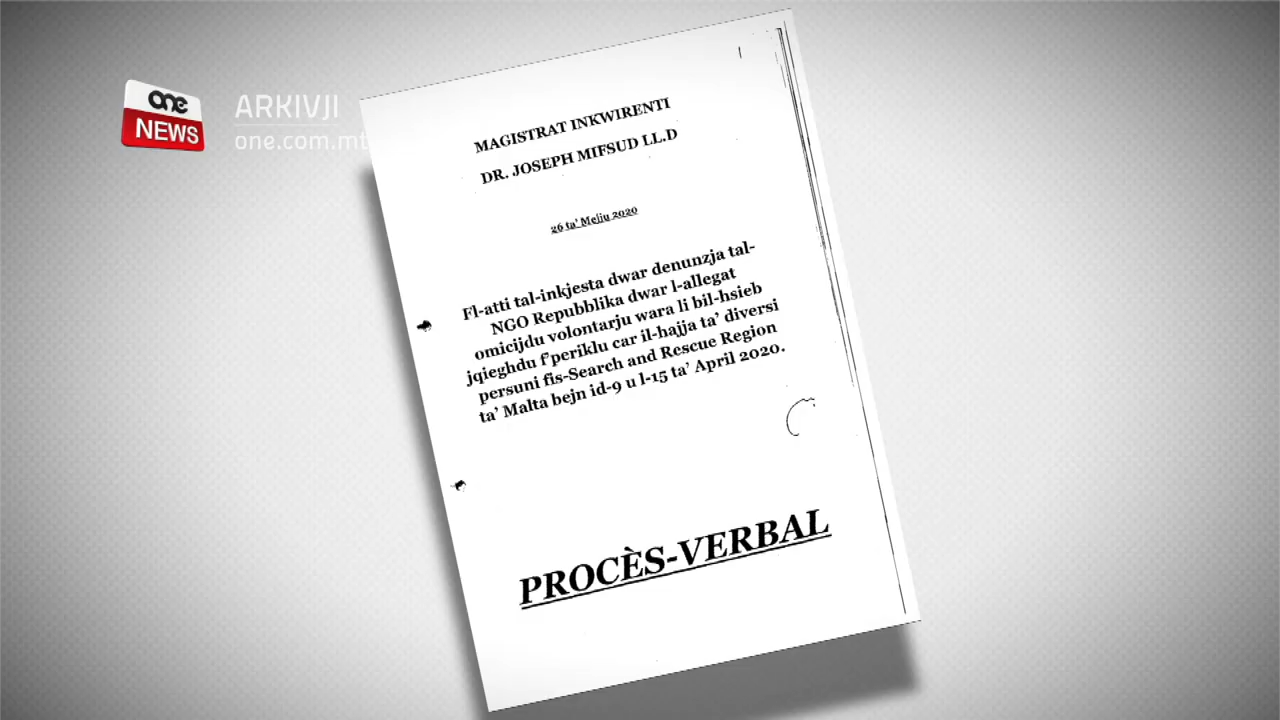 one
NEWS
ARKIVJI
one.com.mt
MAGISTRAT INKWIRENTI
DR. JOSEPH MIFSUD LL.D
26 ta' Mejju 2020
Fl-atti tal-inkjesta dwar denunzja tal-
NGO Repubblika dwar l-allegat
omicijdu volontarju wara li bil-hsieb
jqieghdu f'periklu car il-hajja ta' diversi
persuni fis-Search and Rescue Region
ta' Malta bejn id-9 u l-15 ta' April 2020.
PROCÈS-VERBAL